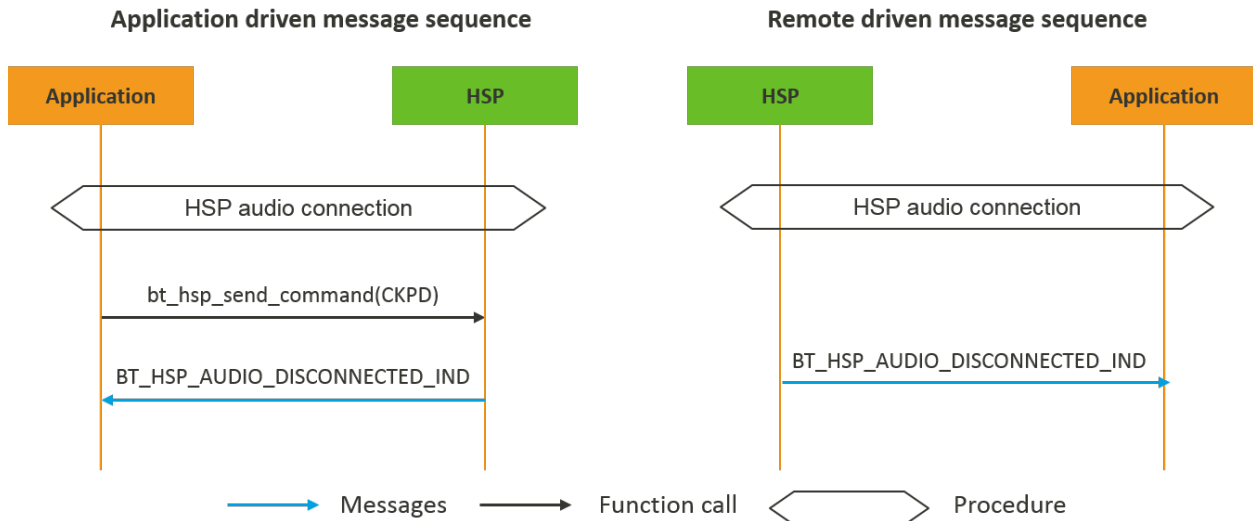 Application driven message sequence
Remote driven message sequence
Application
HSP
HSP
Application
HSP audio connection
HSP audio connection
bt_hsp_send_command(CKPD)
BT_HSP_AUDIO_DISCONNECTED_IND
BT_HSP_AUDIO_DISCONNECTED_IND
Messages
Function call
Procedure